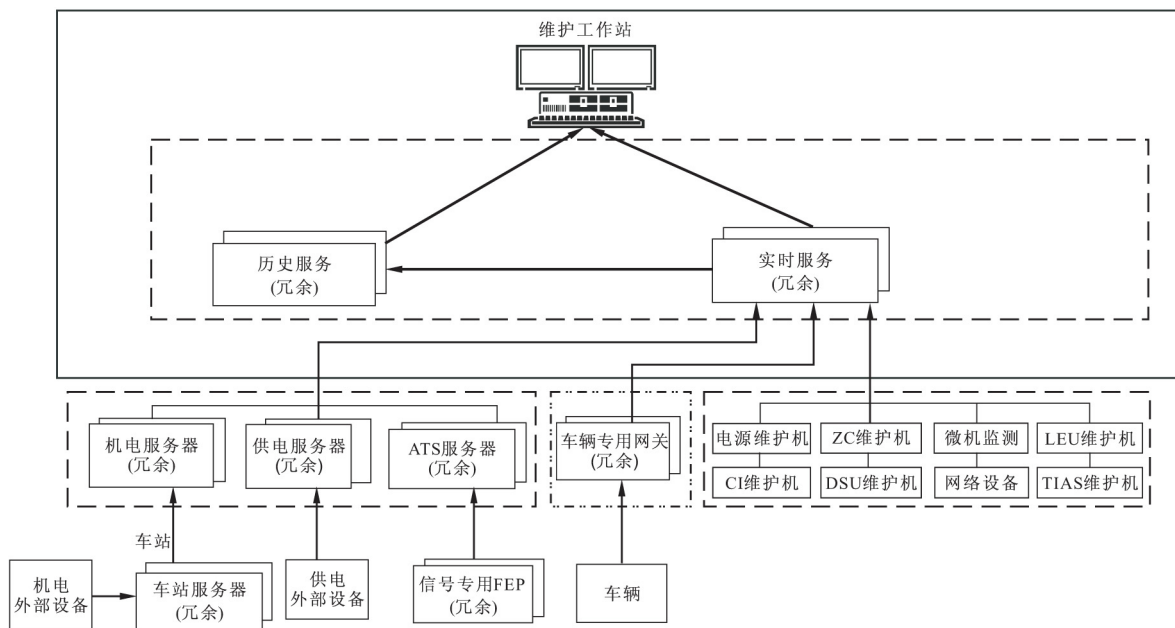 维护工作站
历史服务
(冗余)
实时服务
(冗余)
机电服务器
(冗余)
供电服务器
(冗余)
ATS服务器
(冗余)
车辆专用网关
(冗余)
电源维护机
ZC维护机
微机监测
LEU维护机
CI维护机
DSU维护机
网络设备
TIAS维护机
车站
机电
外部设备
车站服务器
(冗余)
供电
外部设备
信号专用FEP
(冗余)
车辆